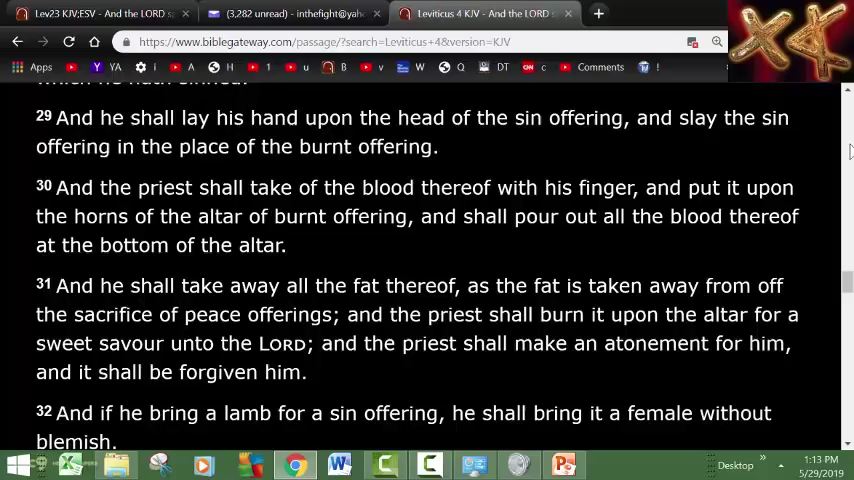 Lev23 KJV;ESV - And the LORD s
(3,282 unread) - inthefight@yah
Leviticus 4 KJV - And the LORD s
https://www.biblegateway.com/passage/?search=Leviticus+4&version=KJV
Apps YA i A H 1 u B v W Q DT c Comments !
which he hath sinned.
29 And he shall lay his hand upon the head of the sin offering, and slay the sin
offering in the place of the burnt offering.
30 And the priest shall take of the blood thereof with his finger, and put it upon
the horns of the altar of burnt offering, and shall pour out all the blood thereof
at the bottom of the altar.
31 And he shall take away all the fat thereof, as the fat is taken away from off
the sacrifice of peace offerings; and the priest shall burn it upon the altar for a
sweet savour unto the LORD; and the priest shall make an atonement for him,
and it shall be forgiven him.
32 And if he bring a lamb for a sin offering, he shall bring it a female without
blemish.
Desktop
1:13 PM
5/29/2019